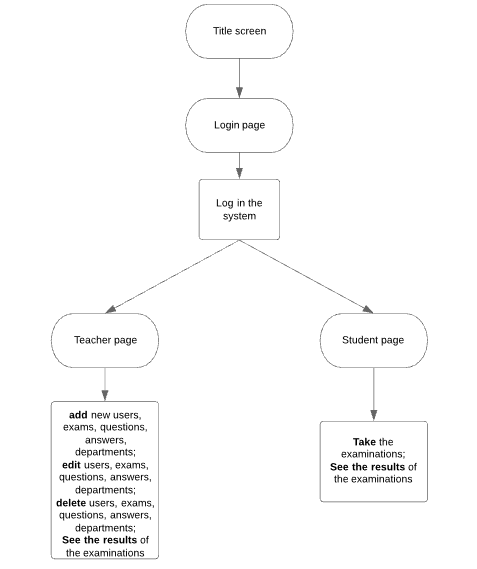 Title screen
Login page
Log in the
system
Teacher page
Student page
add new users,
exams, questions,
answers,
departments;
edit users, exams,
questions, answers,
departments;
delete users, exams,
questions, answers,
departments;
See the results of
the examinations
Take the
examinations;
See the results of
the examinations